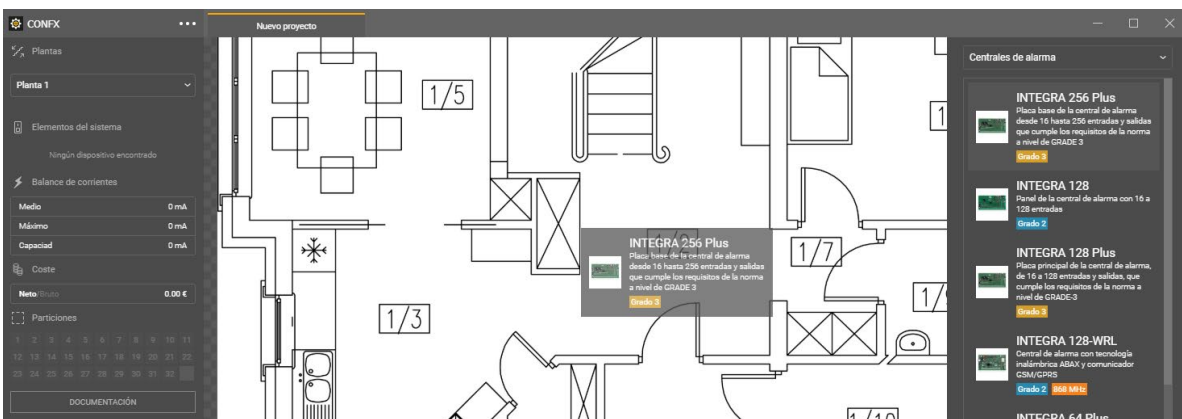 CONFX
Nuevo proyecto
Plantas
Planta 1
Elementos del sistema
Ningún dispositivo encontrado
Balance de corrientes
Medio 0 mA
Máximo 0 mA
Capaciad 0 mA
Coste
Neto/Bruto 0.00 €
Particiones
1 2 3 4 5 6 7 8 9 10 11
12 13 14 15 16 17 18 19 20 21 22
23 24 25 26 27 28 29 30 31 32
DOCUMENTACIÓN
1/5
1/3
1/2
1/7
1/10
INTEGRA 256 Plus
Placa base de la central de alarma
desde 16 hasta 256 entradas y salidas
que cumple los requisitos de la norma
a nivel de GRADE 3
Grado 3
Centrales de alarma
INTEGRA 256 Plus
Placa base de la central de alarma
desde 16 hasta 256 entradas y salidas
que cumple los requisitos de la norma
a nivel de GRADE 3
Grado 3
INTEGRA 128
Panel de la central de alarma con 16 a
128 entradas
Grado 2
INTEGRA 128 Plus
Placa principal de la central de alarma,
de 16 a 128 entradas y salidas, que
cumple los requisitos de la norma a
nivel de GRADE-3
Grado 3
INTEGRA 128-WRL
Central de alarma con tecnología
inalámbrica ABAX y comunicador
GSM/GPRS
Grado 2 868 MHz
INTEGRA 64 Plus